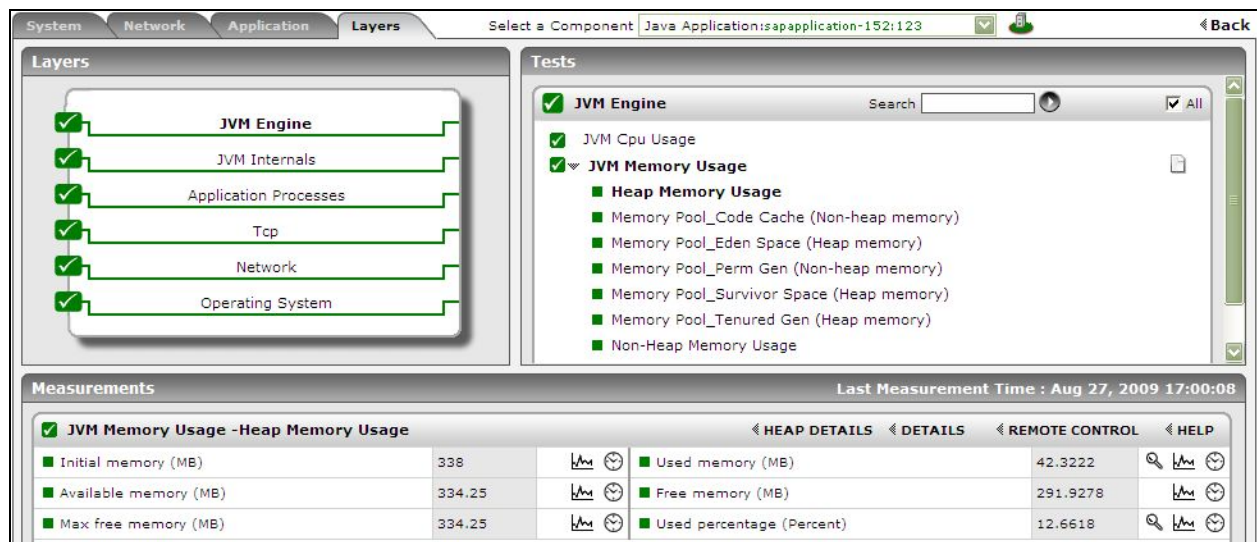 System Network Application Layers Select a Component Java Application:sapapplication-152:123 Back
Layers
JVM Engine
JVM Internals
Application Processes
Tcp
Network
Operating System
Tests
JVM Engine Search All
JVM Cpu Usage
JVM Memory Usage
Heap Memory Usage
Memory Pool_Code Cache (Non-heap memory)
Memory Pool_Eden Space (Heap memory)
Memory Pool_Perm Gen (Non-heap memory)
Memory Pool_Survivor Space (Heap memory)
Memory Pool_Tenured Gen (Heap memory)
Non-Heap Memory Usage
Measurements Last Measurement Time : Aug 27, 2009 17:00:08
JVM Memory Usage -Heap Memory Usage HEAP DETAILS DETAILS REMOTE CONTROL HELP
Initial memory (MB) 338 Used memory (MB) 42.3222
Available memory (MB) 334.25 Free memory (MB) 291.9278
Max free memory (MB) 334.25 Used percentage (Percent) 12.6618